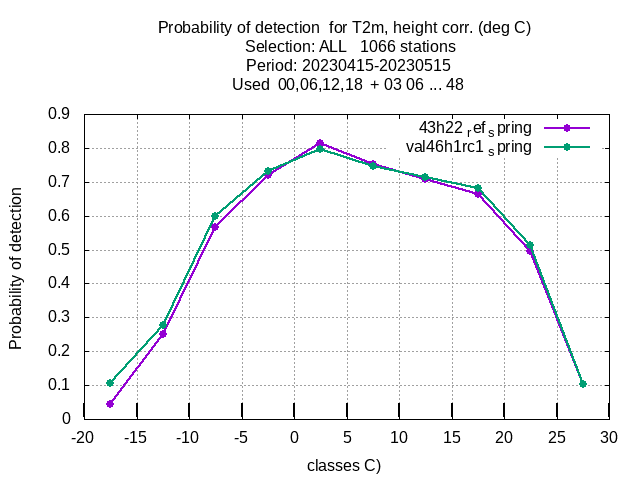 Probability of detection for T2m, height corr. (deg C)
Selection: ALL 1066 stations
Period: 20230415-20230515
Used 00,06,12,18 + 03 06 ... 48
0.9
43h22 ref spring
0.8
val46h1rc1 spring
0.7
0.6
0.5
0.4
0.3
0.2
0.1
0
Probability of detection
-20 -15 -10 -5 0 5 10 15 20 25 30
classes C)